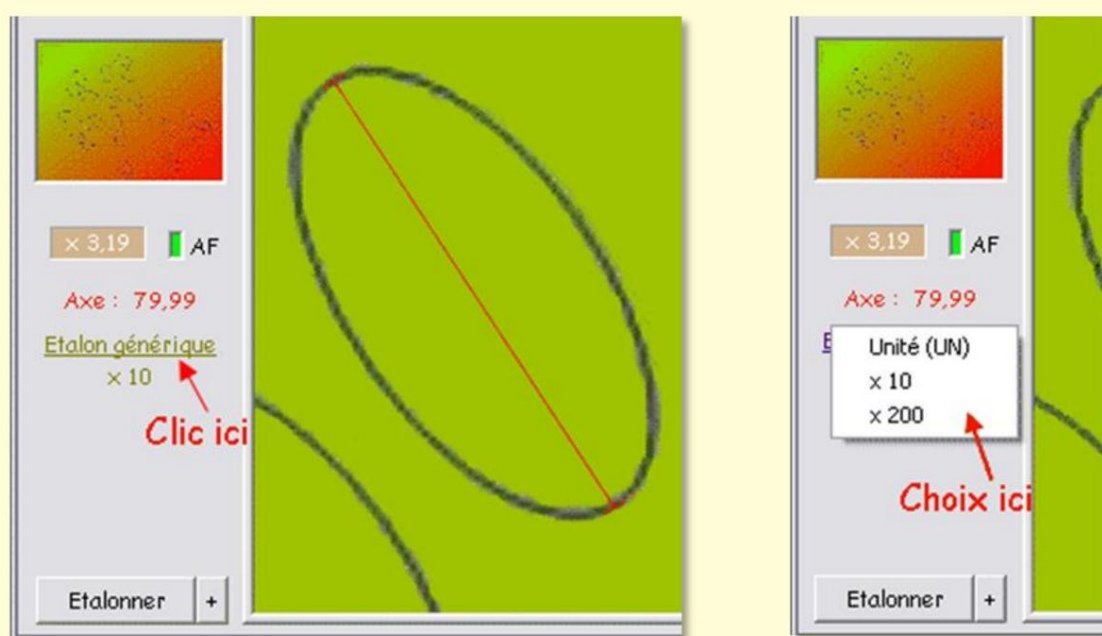 x 3,19 AF
Axe : 79,99
Etalon générique
x 10
Clic ici
Etalonner +
x 3,19 AF
Axe : 79,99
E
Unité (UN)
x 10
x 200
Choix ici
Etalonner +